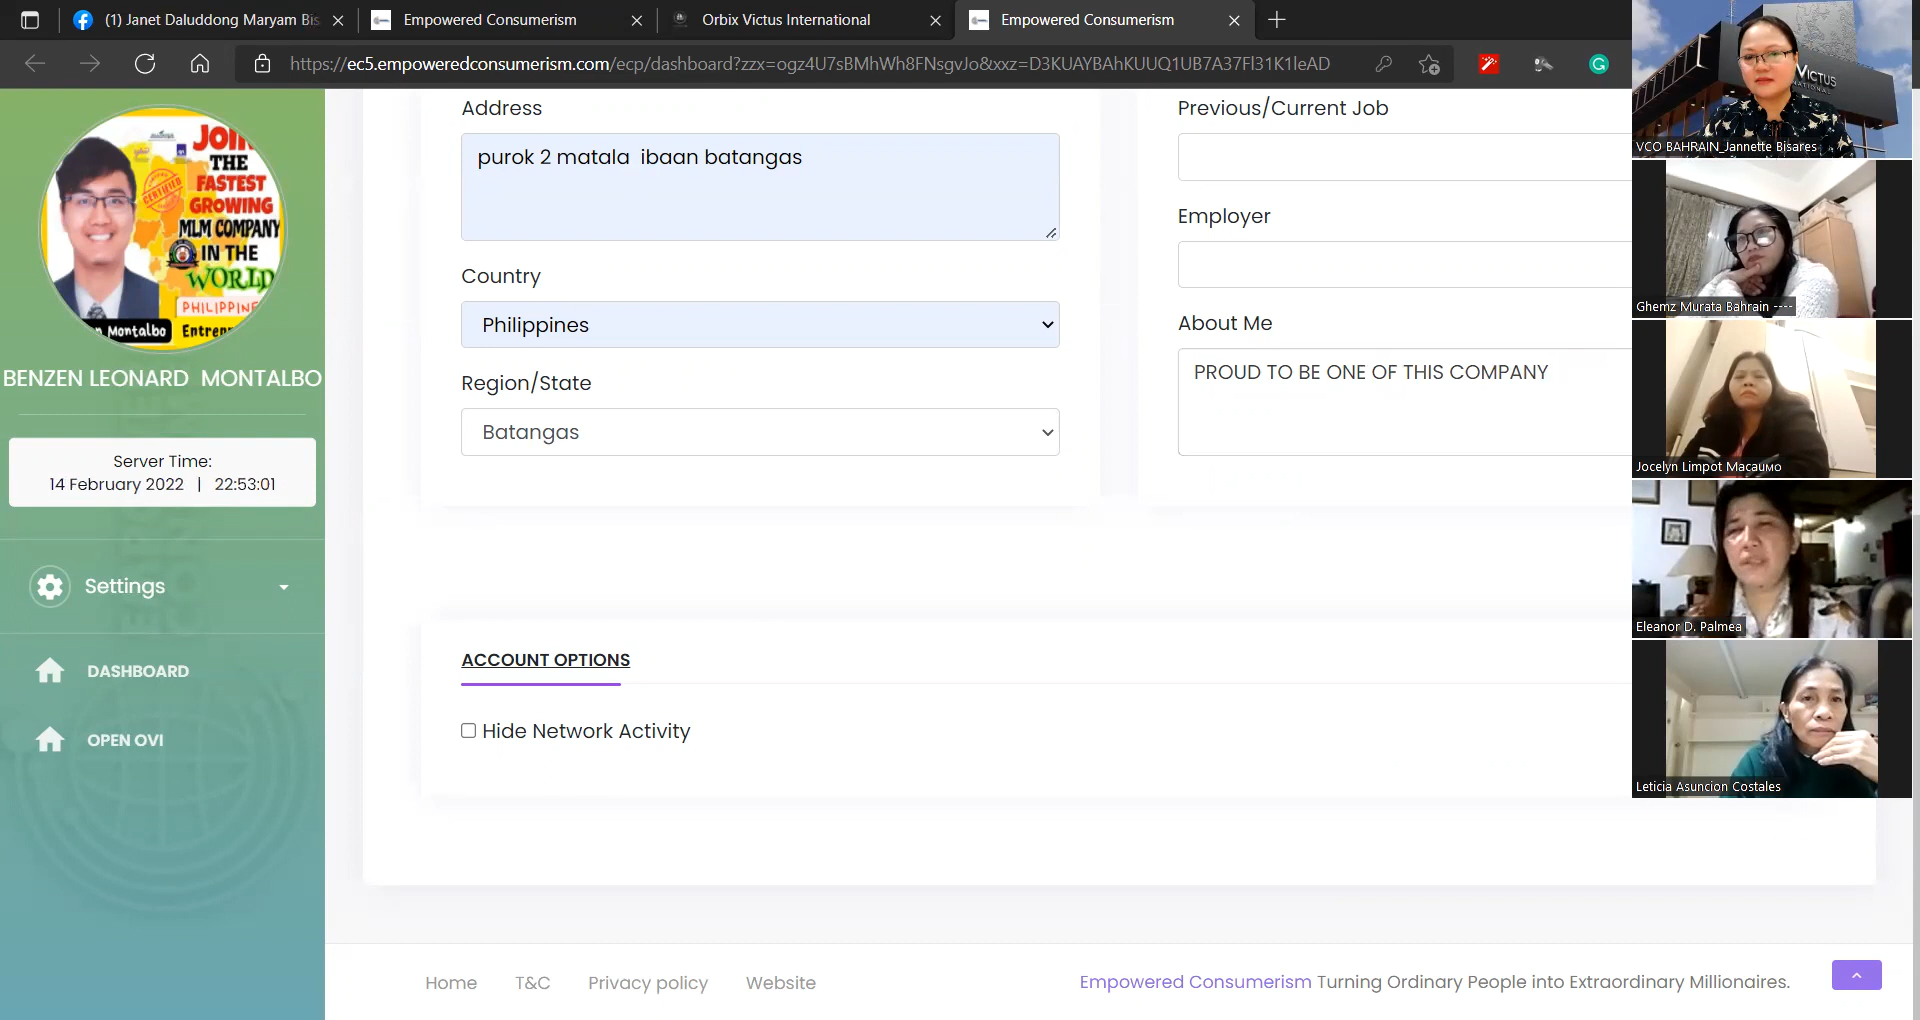 (1) Janet Daluddong Maryam Bis
Empowered Consumerism
Orbix Victus International
Empowered Consumerism
https://ec5.empoweredconsumerism.com/ecp/dashboard?zzx=ogz4U7sBMhWh8FNsgvJo&xxz=D3KUAYBAhKUUQ1UB7A37Fl31K1leAD
JOIN
THE
FASTEST
GROWING
MLM COMPANY
IN THE
WORLD
PHILIPPINE
CERTIFIED
n Montalbo
Entrepr
BENZEN LEONARD MONTALBO
Server Time:
14 February 2022 | 22:53:01
Settings
DASHBOARD
OPEN OVI
Address
purok 2 matala ibaan batangas
Country
Philippines
Region/State
Batangas
Previous/Current Job
Employer
About Me
PROUD TO BE ONE OF THIS COMPANY
ACCOUNT OPTIONS
Hide Network Activity
Home
T&C
Privacy policy
Website
Empowered Consumerism Turning Ordinary People into Extraordinary Millionaires.
VICTUS
VCO BAHRAIN_Jannette Bisares
Ghemz Murata Bahrain ----
Jocelyn Limpot Macaumo
Eleanor D. Palmea
Leticia Asuncion Costales